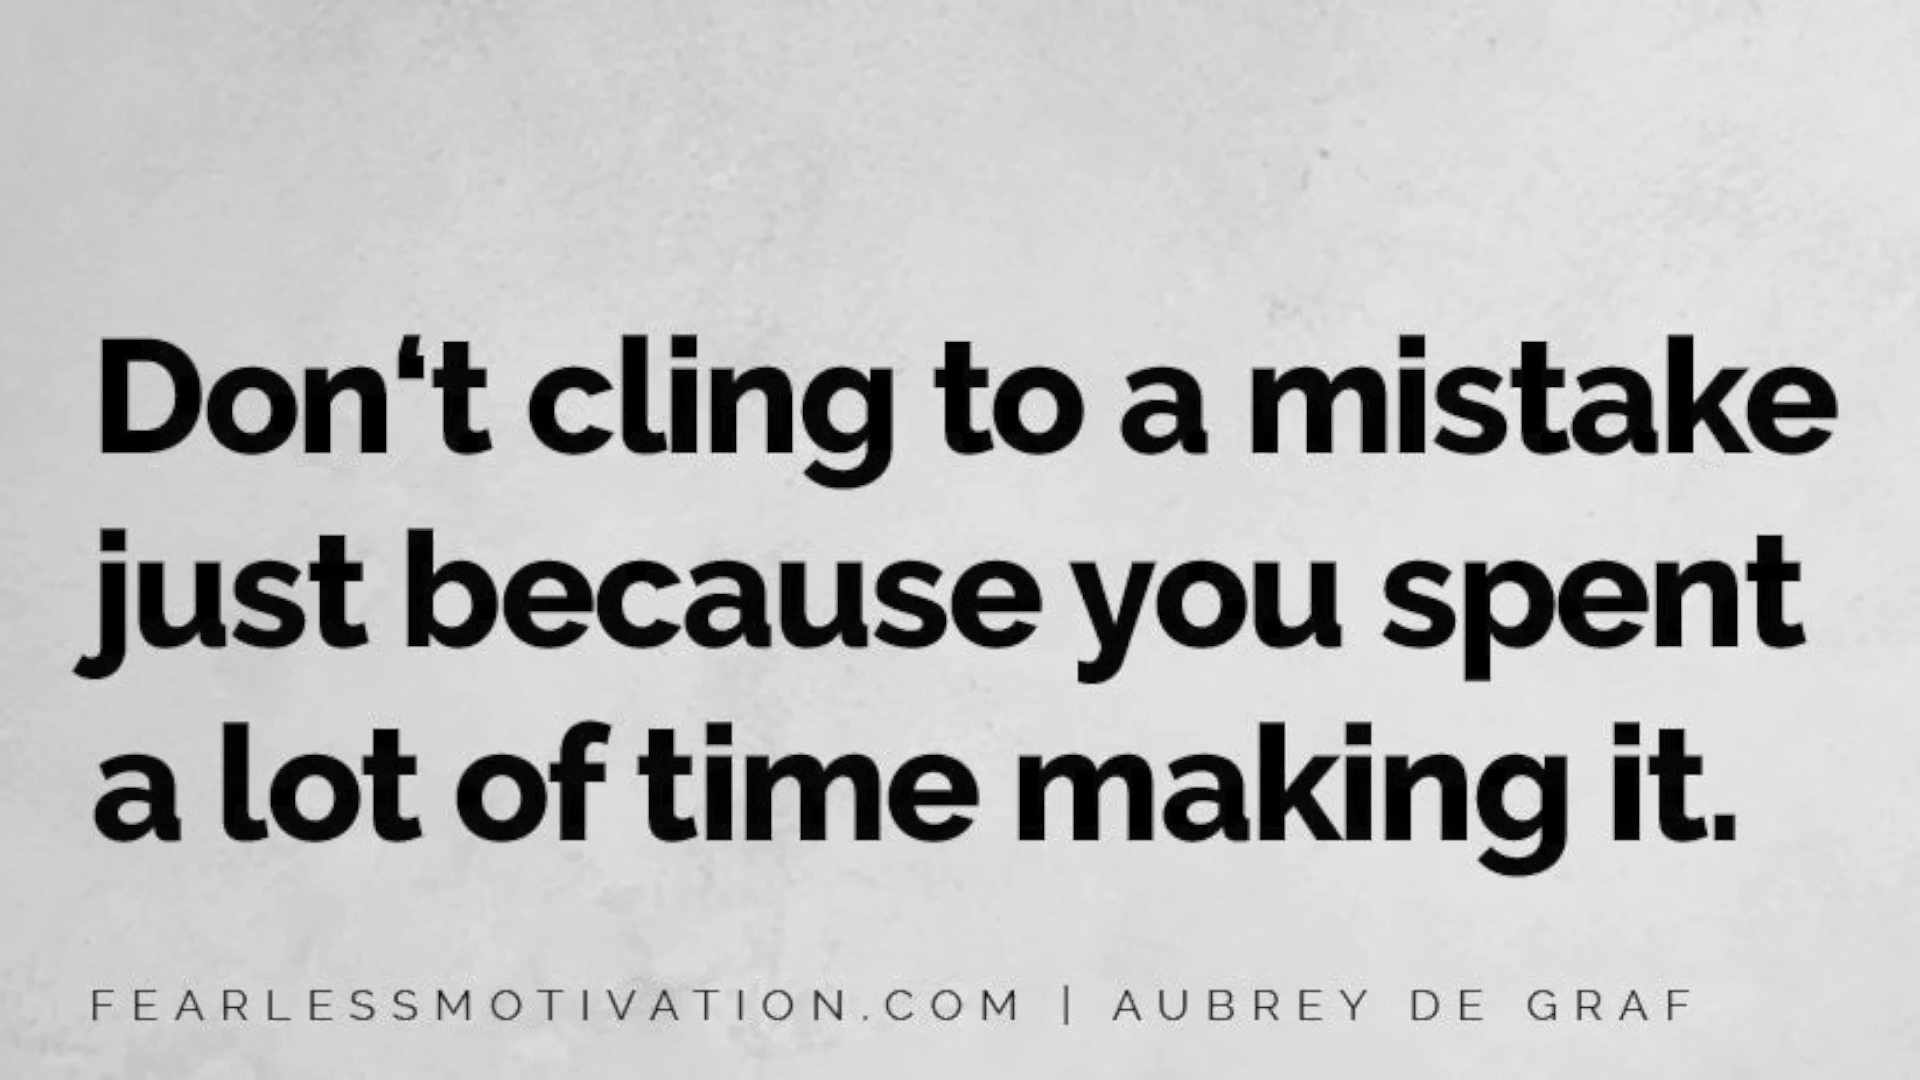 Don‘t cling to a mistake
just because you spent
a lot of time making it.
FEARLESSMOTIVATION.COM | AUBREY DE GRAF